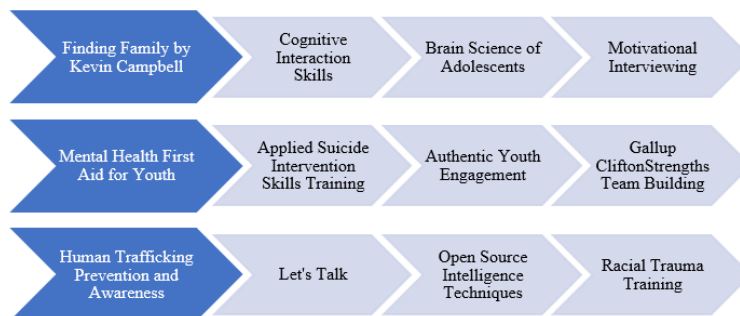 Finding Family by
Kevin Campbell
Cognitive
Interaction
Skills
Brain Science of
Adolescents
Motivational
Interviewing
Mental Health First
Aid for Youth
Applied Suicide
Intervention
Skills Training
Authentic Youth
Engagement
Gallup
CliftonStrengths
Team Building
Human Trafficking
Prevention and
Awareness
Let's Talk
Open Source
Intelligence
Techniques
Racial Trauma
Training